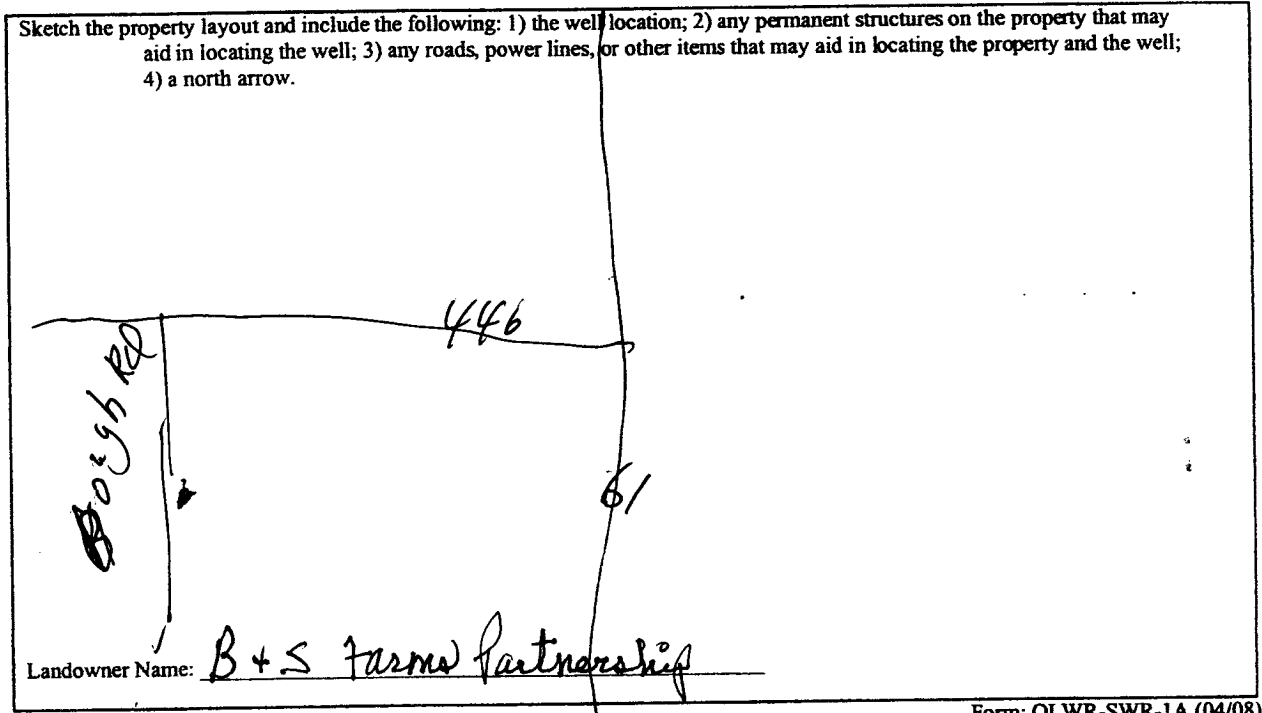 Sketch the property layout and include the following: 1) the well location; 2) any permanent structures on the property that may
aid in locating the well; 3) any roads, power lines, or other items that may aid in locating the property and the well;
4) a north arrow.
446
Rd
61
Landowner Name: B + S Farms Partnership
Form: OLWR-SWR-1A (04/08)